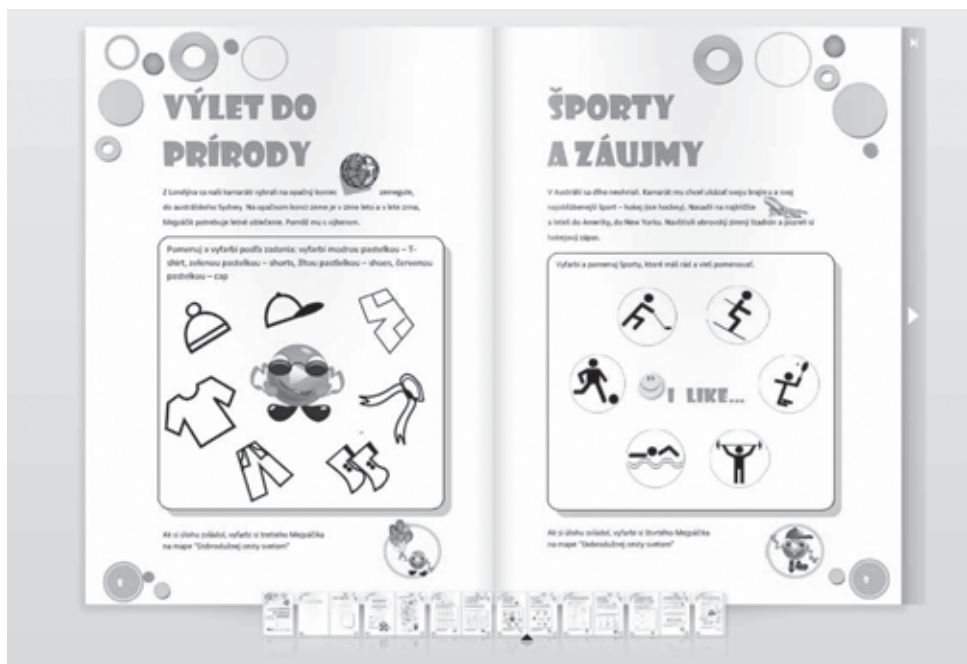 VÝLET DO
PRÍRODY
Z Londýna sa naši kamaráti vybrali na opačný koniec zemegule,
do austrálskeho Sydney. Na opačnom konci zeme je v zime leto a v lete zima,
Megáčik potrebuje letné oblečenie. Pomôž mu s výberom.
Pomenuj a vyfarbi podľa zadania: vyfarbi modrou pastelkou – T-
shirt, zelenou pastelkou – shorts, žltou pastelkou – shoes, červenou
pastelkou – cap
Ak si úlohu zvládol, vyfarbi si tretieho Megáčika
na mape "Dobrodružnej cesty svetom"
ŠPORTY
A ZÁUJMY
V Austrálii sa dlho neohriali. Kamarát mu chcel ukázať svoju krajinu a svoj
najobľúbenejší šport – hokej (ice hockey). Nasadli na najbližšie
a leteli do Ameriky, do New Yorku. Navštívili obrovský zimný štadión a pozreli si
hokejový zápas.
Vyfarbi a pomenuj športy, ktoré máš rád a vieš pomenovať.
I LIKE...
Ak si úlohu zvládol, vyfarbi si štvrtého Megáčika
na mape "Dobrodružnej cesty svetom"